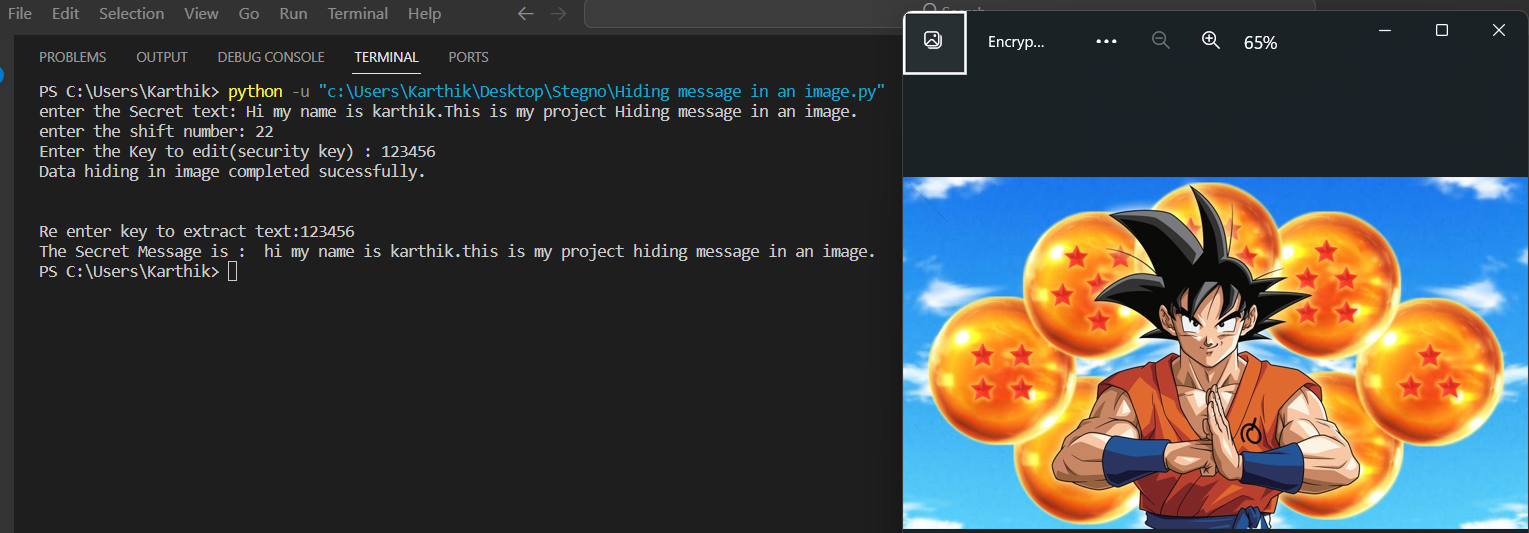 File Edit Selection View Go Run Terminal Help
PROBLEMS OUTPUT DEBUG CONSOLE TERMINAL PORTS
PS C:\Users\Karthik> python -u "c:\Users\Karthik\Desktop\Stegno\Hiding message in an image.py"
enter the Secret text: Hi my name is karthik.This is my project Hiding message in an image.
enter the shift number: 22
Enter the Key to edit(security key) : 123456
Data hiding in image completed sucessfully.
Re enter key to extract text:123456
The Secret Message is :  hi my name is karthik.this is my project hiding message in an image.
PS C:\Users\Karthik>
Encryp... ••• 65%